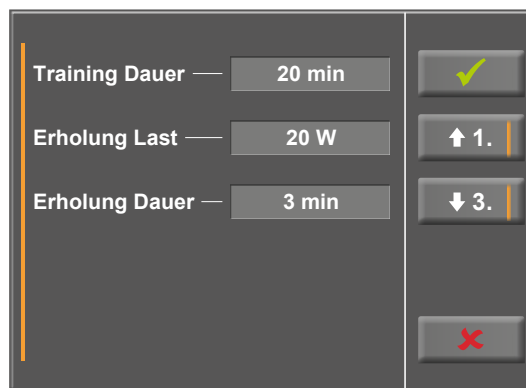 Training Dauer 20 min
Erholung Last 20 W
1.
Erholung Dauer 3 min
3.